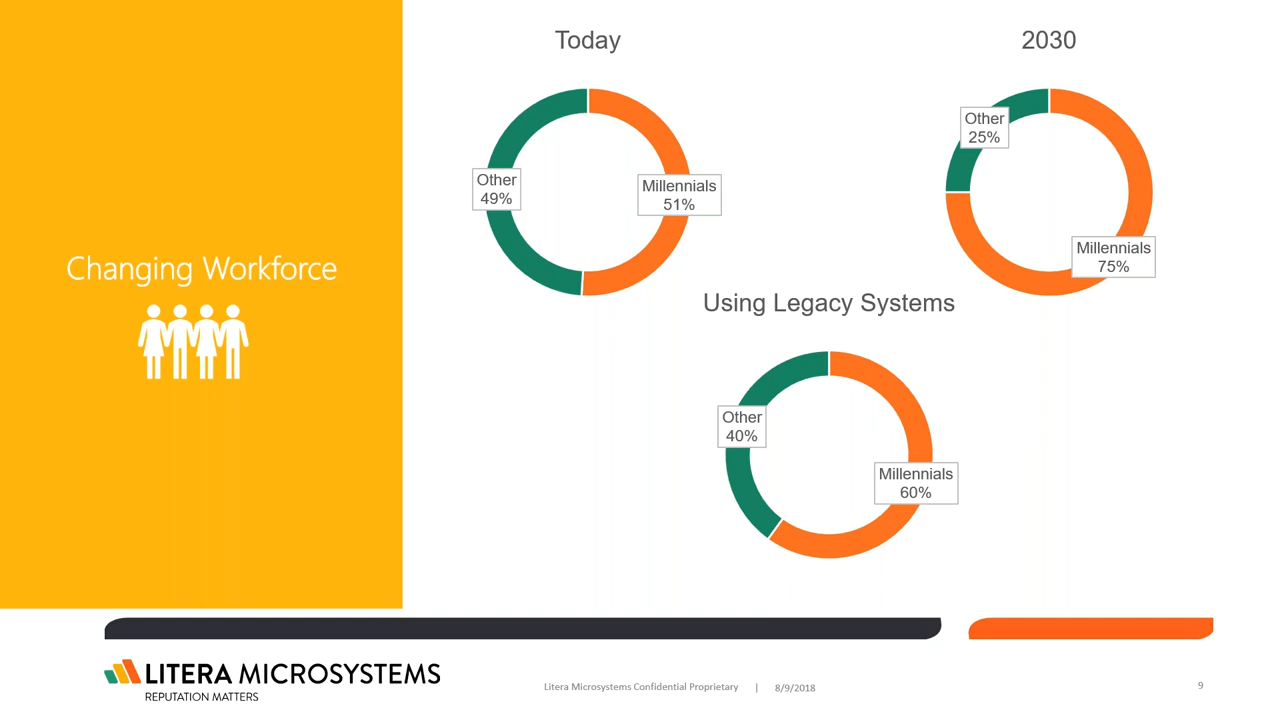 Changing Workforce
Today
Other
49%
Millennials
51%
2030
Other
25%
Millennials
75%
Using Legacy Systems
Other
40%
Millennials
60%
LITERA MICROSYSTEMS
REPUTATION MATTERS
Litera Microsystems Confidential Proprietary | 8/9/2018
9